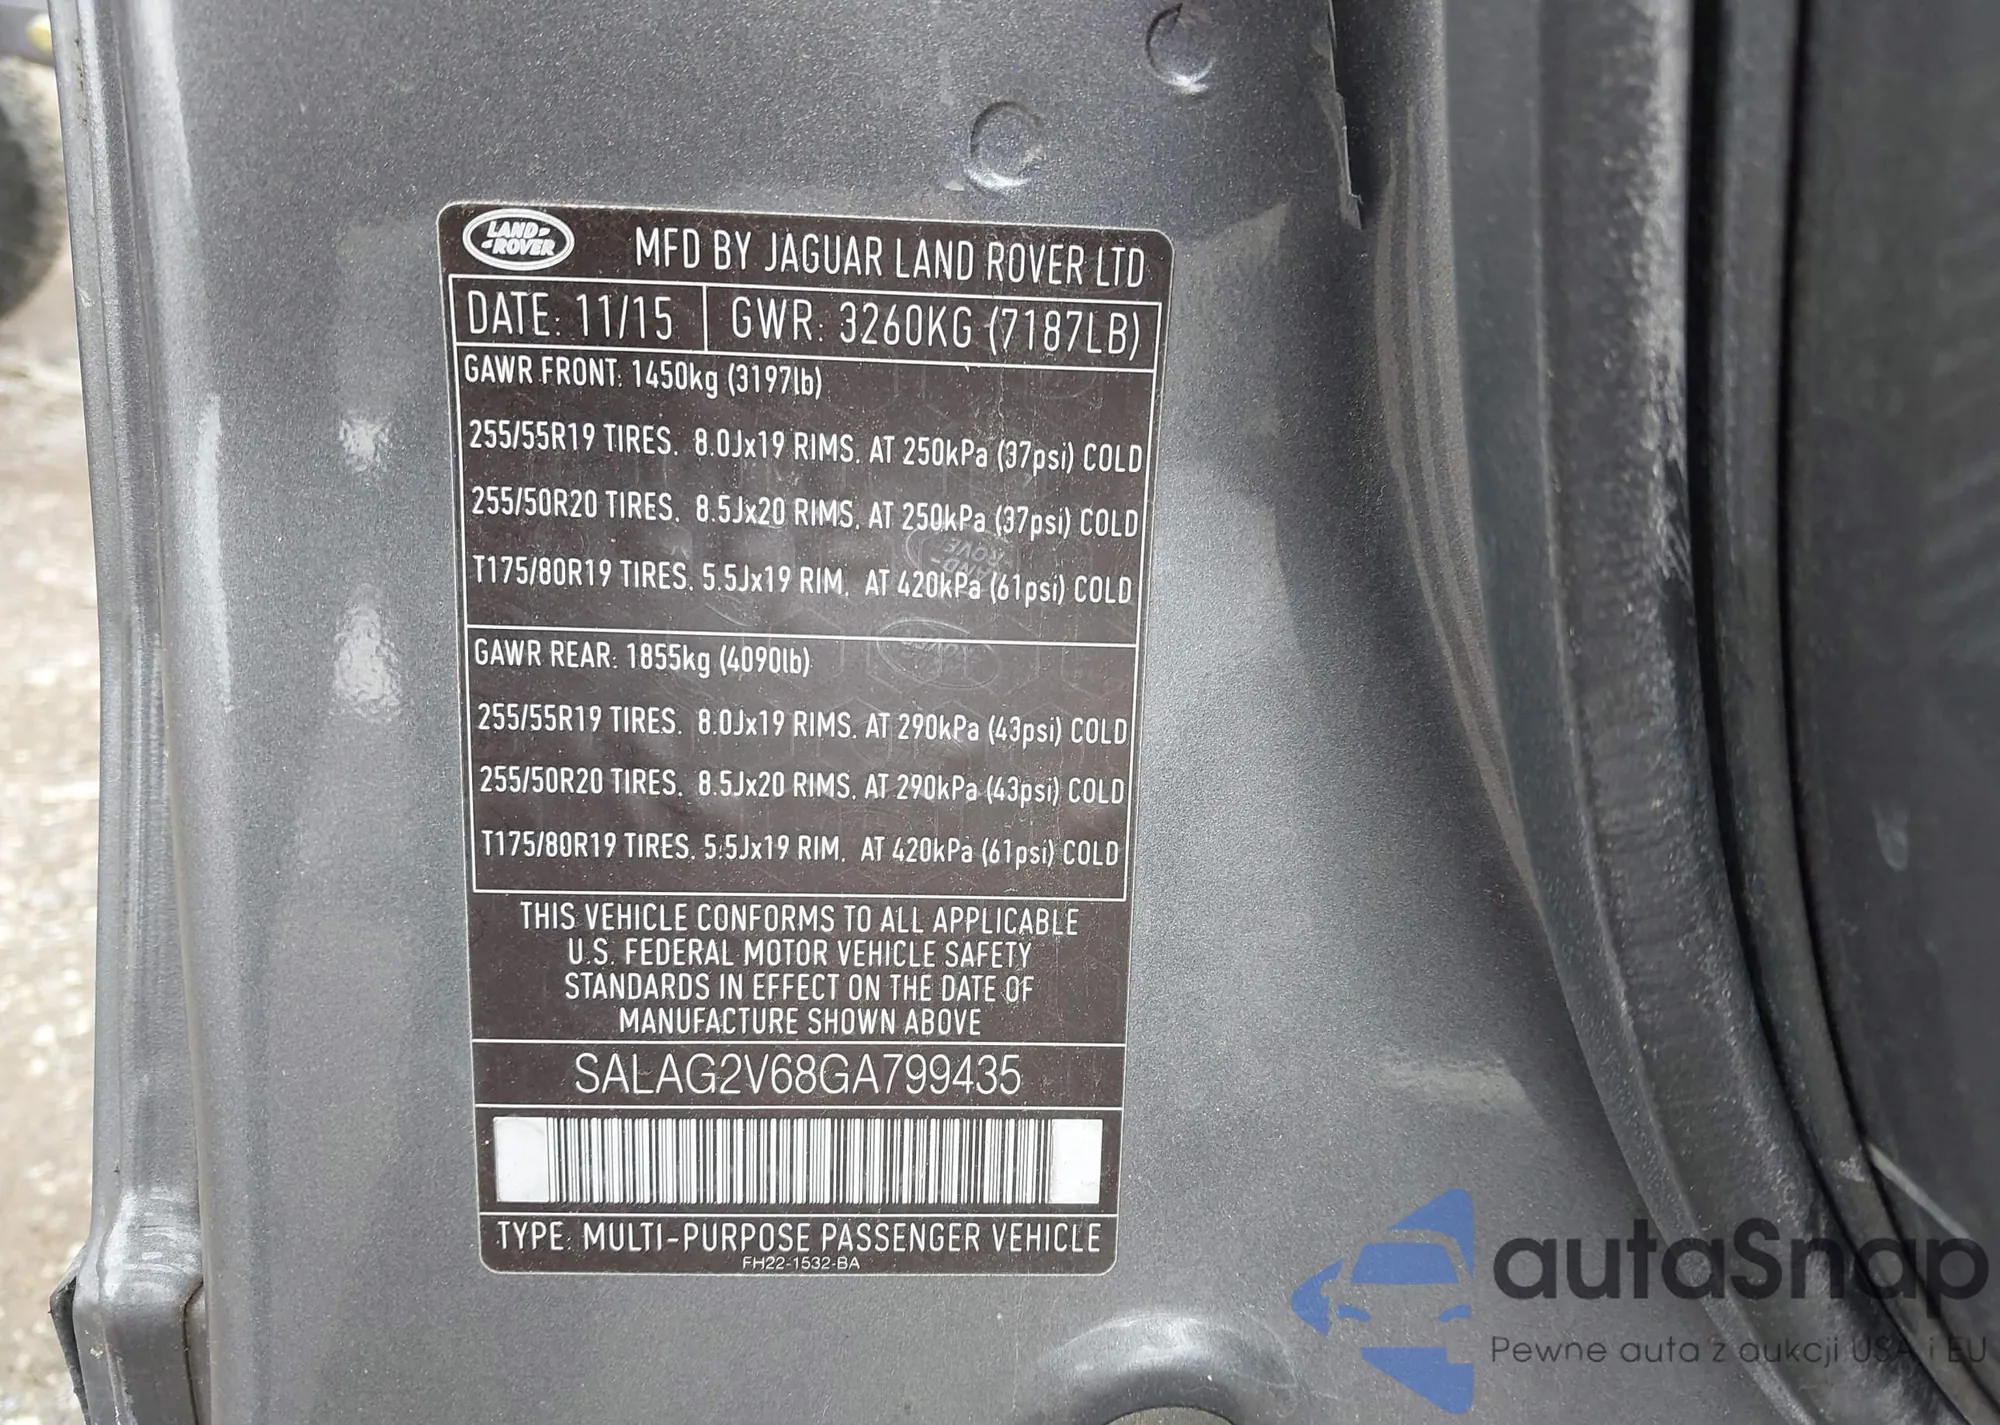 LAND-
-ROVER
MFD BY JAGUAR LAND ROVER LTD
DATE: 11/15 GWR: 3260KG (7187LB)
GAWR FRONT: 1450kg (3197lb)
255/55R19 TIRES. 8.0Jx19 RIMS. AT 250kPa (37psi) COLD
255/50R20 TIRES. 8.5Jx20 RIMS. AT 250kPa (37psi) COLD
T175/80R19 TIRES. 5.5Jx19 RIM. AT 420kPa (61psi) COLD
GAWR REAR: 1855kg (4090lb)
255/55R19 TIRES. 8.0Jx19 RIMS. AT 290kPa (43psi) COLD
255/50R20 TIRES. 8.5Jx20 RIMS. AT 290kPa (43psi) COLD
T175/80R19 TIRES. 5.5Jx19 RIM. AT 420kPa (61psi) COLD
THIS VEHICLE CONFORMS TO ALL APPLICABLE
U.S. FEDERAL MOTOR VEHICLE SAFETY
STANDARDS IN EFFECT ON THE DATE OF
MANUFACTURE SHOWN ABOVE
SALAG2V68GA799435
TYPE: MULTI-PURPOSE PASSENGER VEHICLE
FH22-1532-BA
autaSnap
Pewne auta z aukcji USA i EU